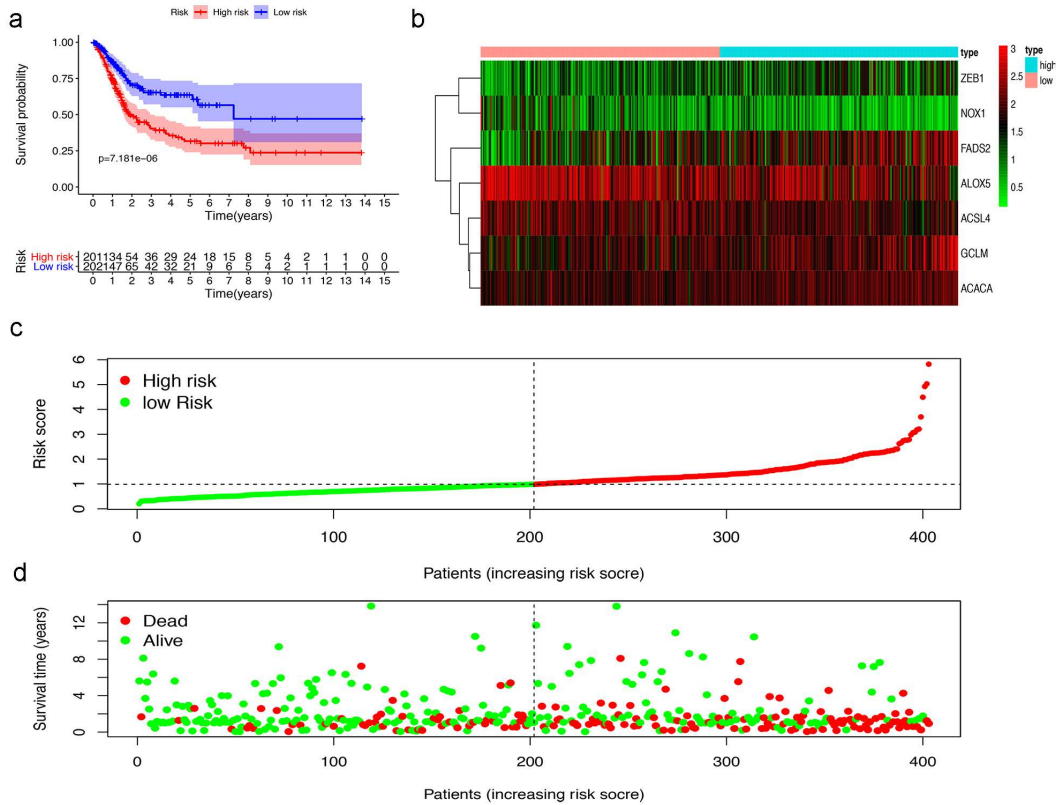 a
Risk High risk Low risk
1.00
0.75
0.50
0.25
0.00
Survival probability
p=7.181e−06
0 1 2 3 4 5 6 7 8 9 10 11 12 13 14 15
Time(years)
Risk
High risk 201 134 54 36 29 24 18 15 8 5 4 2 1 1 0 0
Low risk 202 147 65 42 32 21 9 6 5 4 2 1 1 1 0 0
0 1 2 3 4 5 6 7 8 9 10 11 12 13 14 15
Time(years)
b
type
ZEB1
NOX1
FADS2
ALOX5
ACSL4
GCLM
ACACA
3
2.5
2
1.5
1
0.5
type
high
low
c
Risk score
6
5
4
3
2
1
0
High risk
low Risk
0 100 200 300 400
Patients (increasing risk socre)
d
Survival time (years)
12
8
4
0
Dead
Alive
0 100 200 300 400
Patients (increasing risk socre)